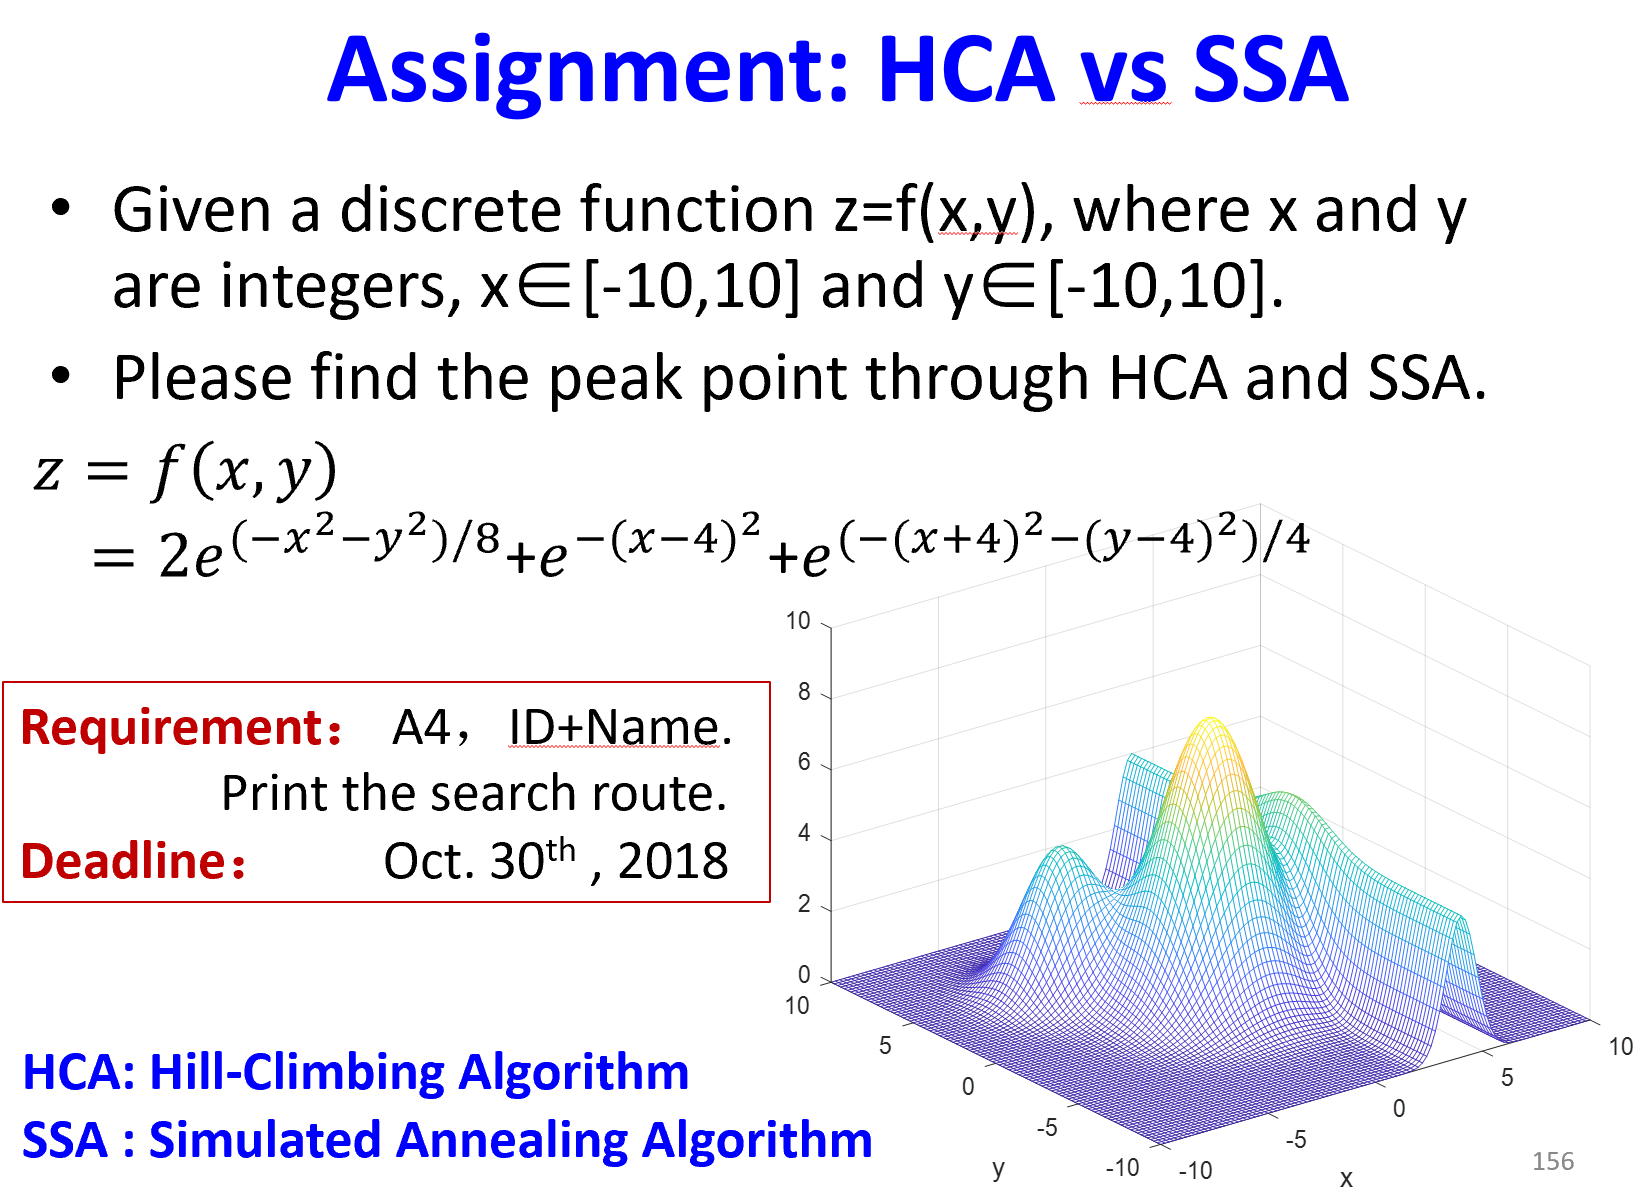 Assignment: HCA vs SSA
• Given a discrete function z=f(x,y), where x and y
are integers, x∈[-10,10] and y∈[-10,10].
• Please find the peak point through HCA and SSA.
z = f(x, y)
= 2e^{(−x^2−y^2)/8}+e^{−(x−4)^2}+e^{(−(x+4)^2−(y−4)^2)/4}
Requirement： A4， ID+Name.
Print the search route.
Deadline： Oct. 30th , 2018
HCA: Hill-Climbing Algorithm
SSA : Simulated Annealing Algorithm
10
8
6
4
2
0
10
5
0
-5
-10
y
-10
-5
0
5
10
x
156